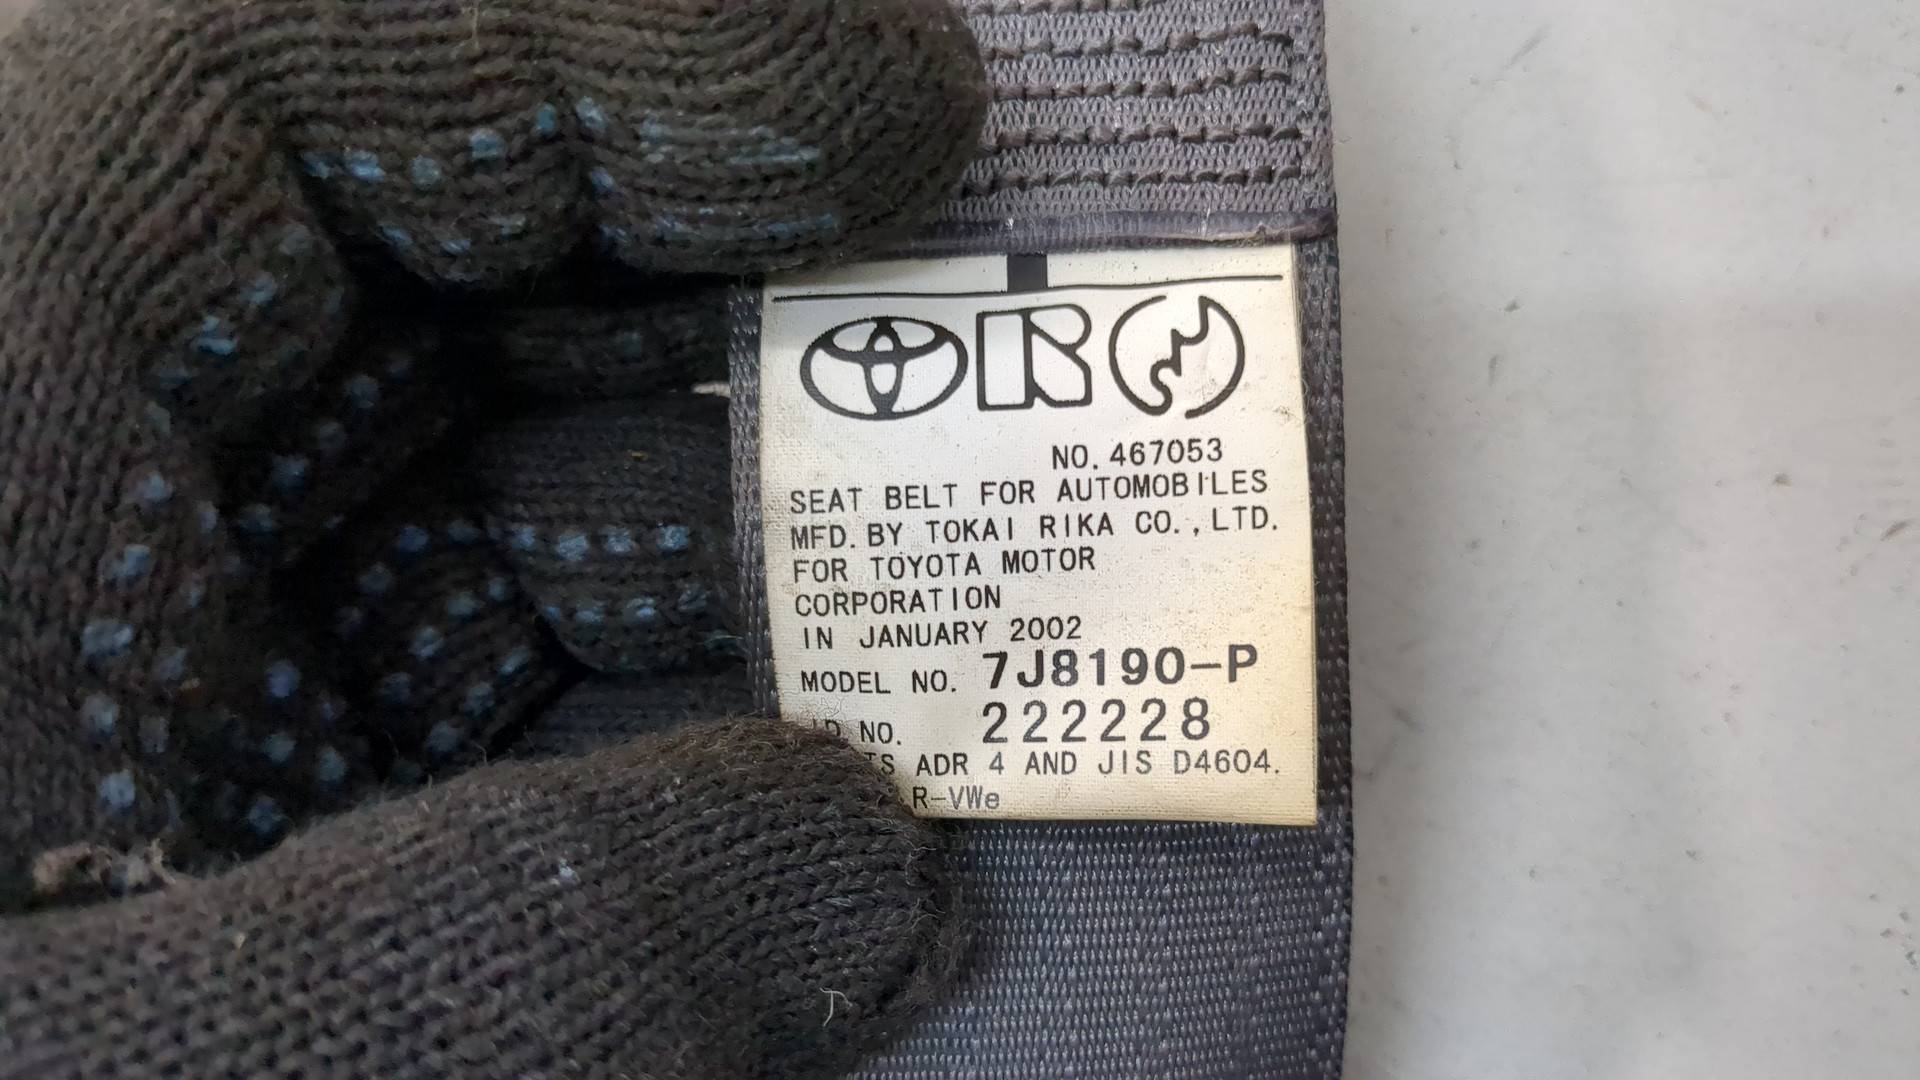 NO. 467053
SEAT BELT FOR AUTOMOBILES
MFD. BY TOKAI RIKA CO., LTD.
FOR TOYOTA MOTOR
CORPORATION
IN JANUARY 2002
MODEL NO. 7J8190-P
NO. 222228
ADR 4 AND JIS D4604.
R-VWe